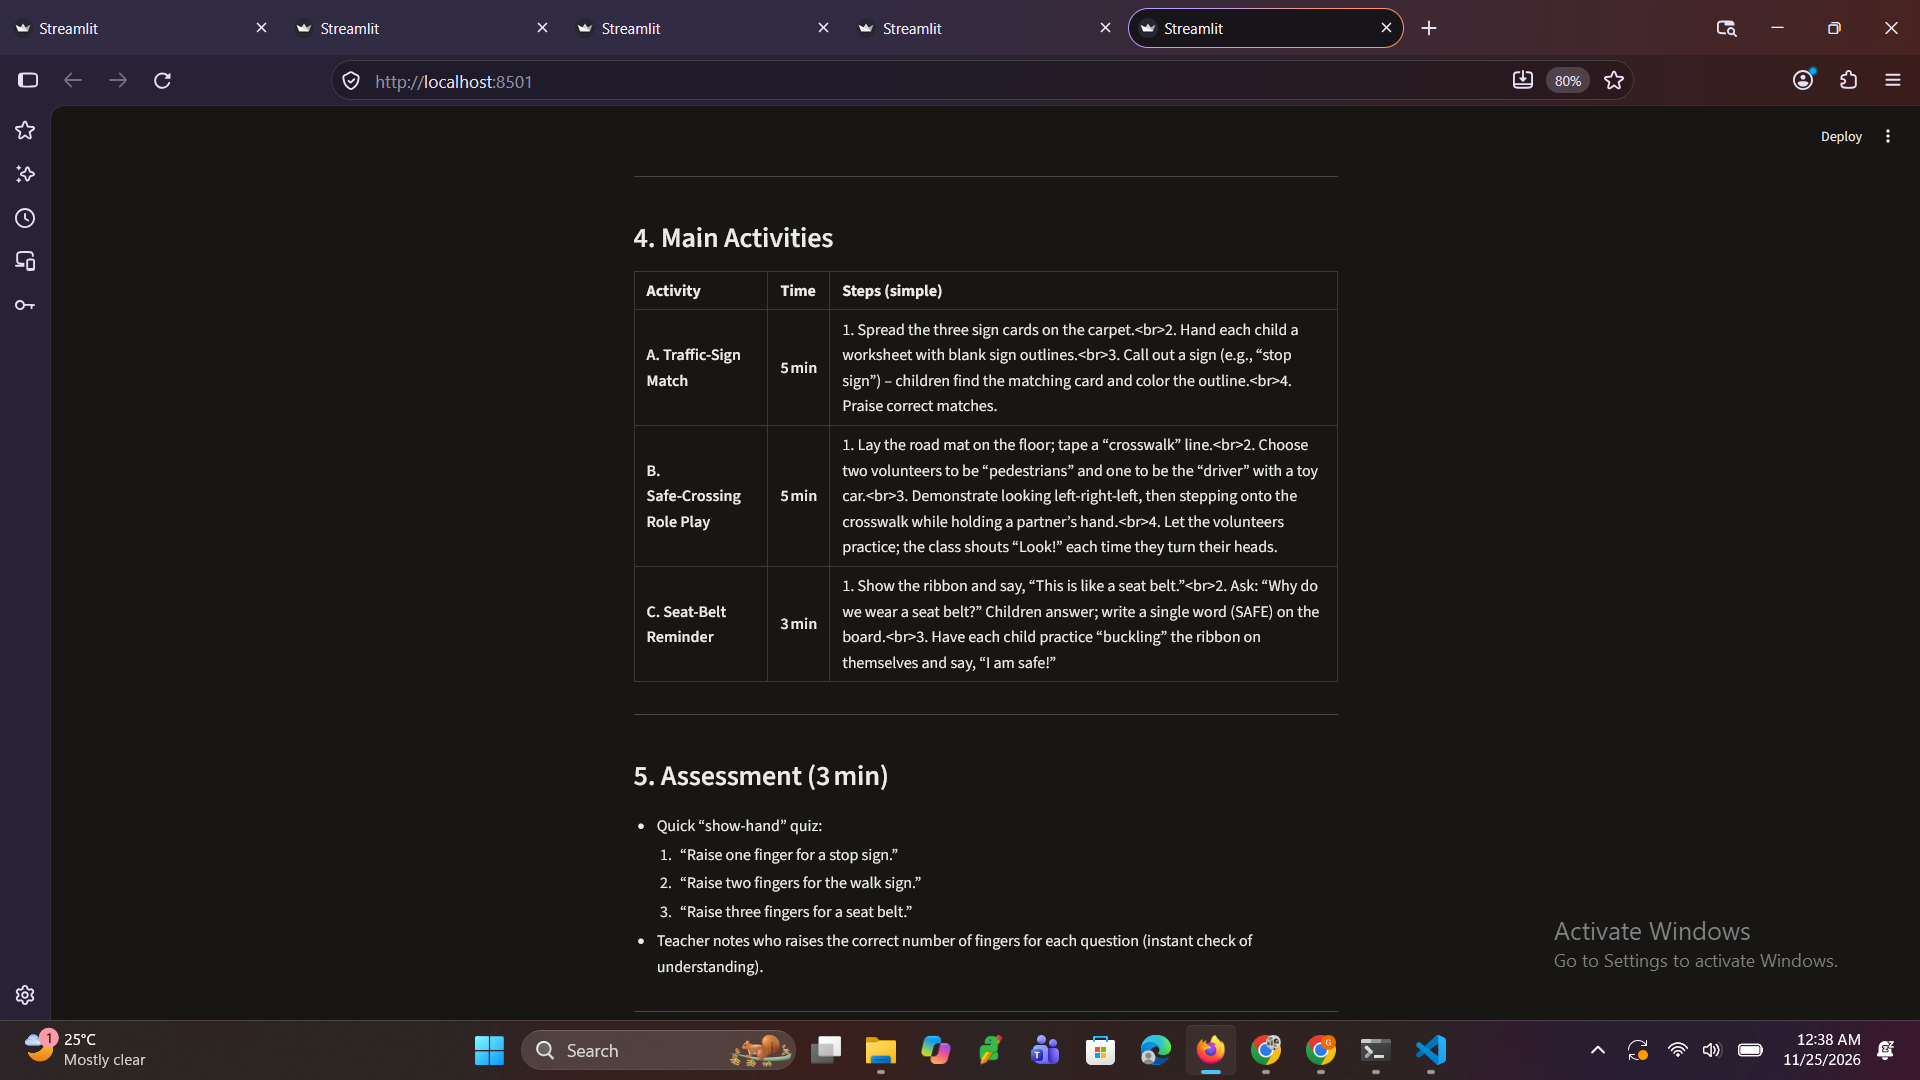 Streamlit
Streamlit
Streamlit
Streamlit
Streamlit
http://localhost:8501
80%
Deploy
4. Main Activities
Activity
Time
Steps (simple)
A. Traffic-Sign
Match
5 min
1. Spread the three sign cards on the carpet.<br>2. Hand each child a
worksheet with blank sign outlines.<br>3. Call out a sign (e.g., “stop
sign”) – children find the matching card and color the outline.<br>4.
Praise correct matches.
B.
Safe-Crossing
Role Play
5 min
1. Lay the road mat on the floor; tape a “crosswalk” line.<br>2. Choose
two volunteers to be “pedestrians” and one to be the “driver” with a toy
car.<br>3. Demonstrate looking left-right-left, then stepping onto the
crosswalk while holding a partner’s hand.<br>4. Let the volunteers
practice; the class shouts “Look!” each time they turn their heads.
C. Seat-Belt
Reminder
3 min
1. Show the ribbon and say, “This is like a seat belt.”<br>2. Ask: “Why do
we wear a seat belt?” Children answer; write a single word (SAFE) on the
board.<br>3. Have each child practice “buckling” the ribbon on
themselves and say, “I am safe!”
5. Assessment (3 min)
• Quick “show-hand” quiz:
1. “Raise one finger for a stop sign.”
2. “Raise two fingers for the walk sign.”
3. “Raise three fingers for a seat belt.”
• Teacher notes who raises the correct number of fingers for each question (instant check of
understanding).
Activate Windows
Go to Settings to activate Windows.
1
25°C
Mostly clear
Search
12:38 AM
11/25/2026